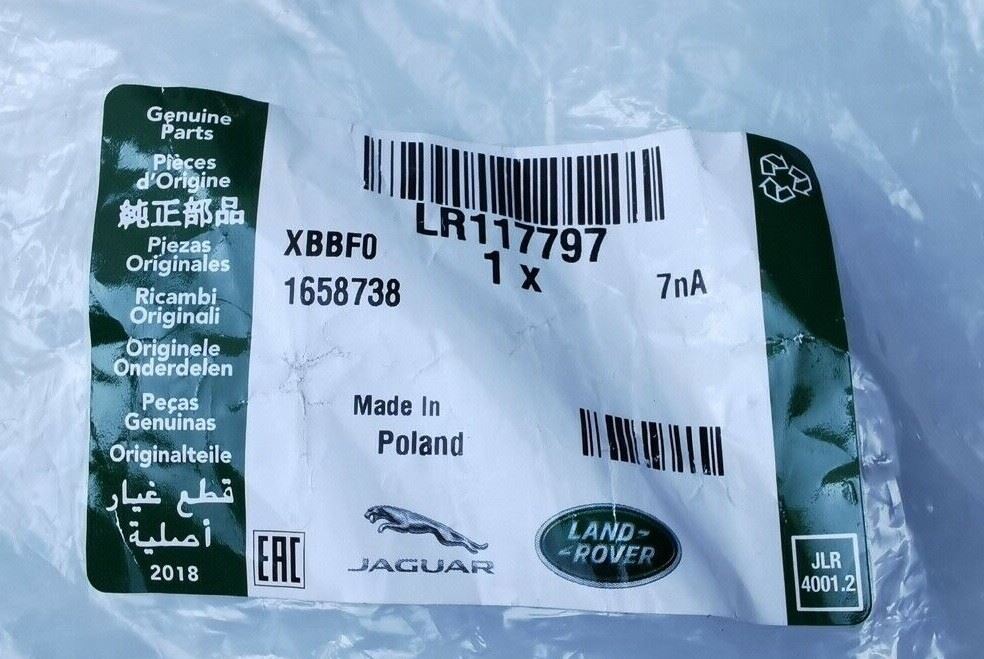 Genuine
Parts
Pièces
d'Origine
純正部品
Piezas
Originales
Ricambi
Originali
Originele
Onderdelen
Peças
Genuinas
Originalteile
قطع غيار
أصلية
2018
LR117797
XBBF0
1 x
1658738
7nA
Made In
Poland
EAC
JAGUAR
LAND-
-ROVER
JLR
4001.2